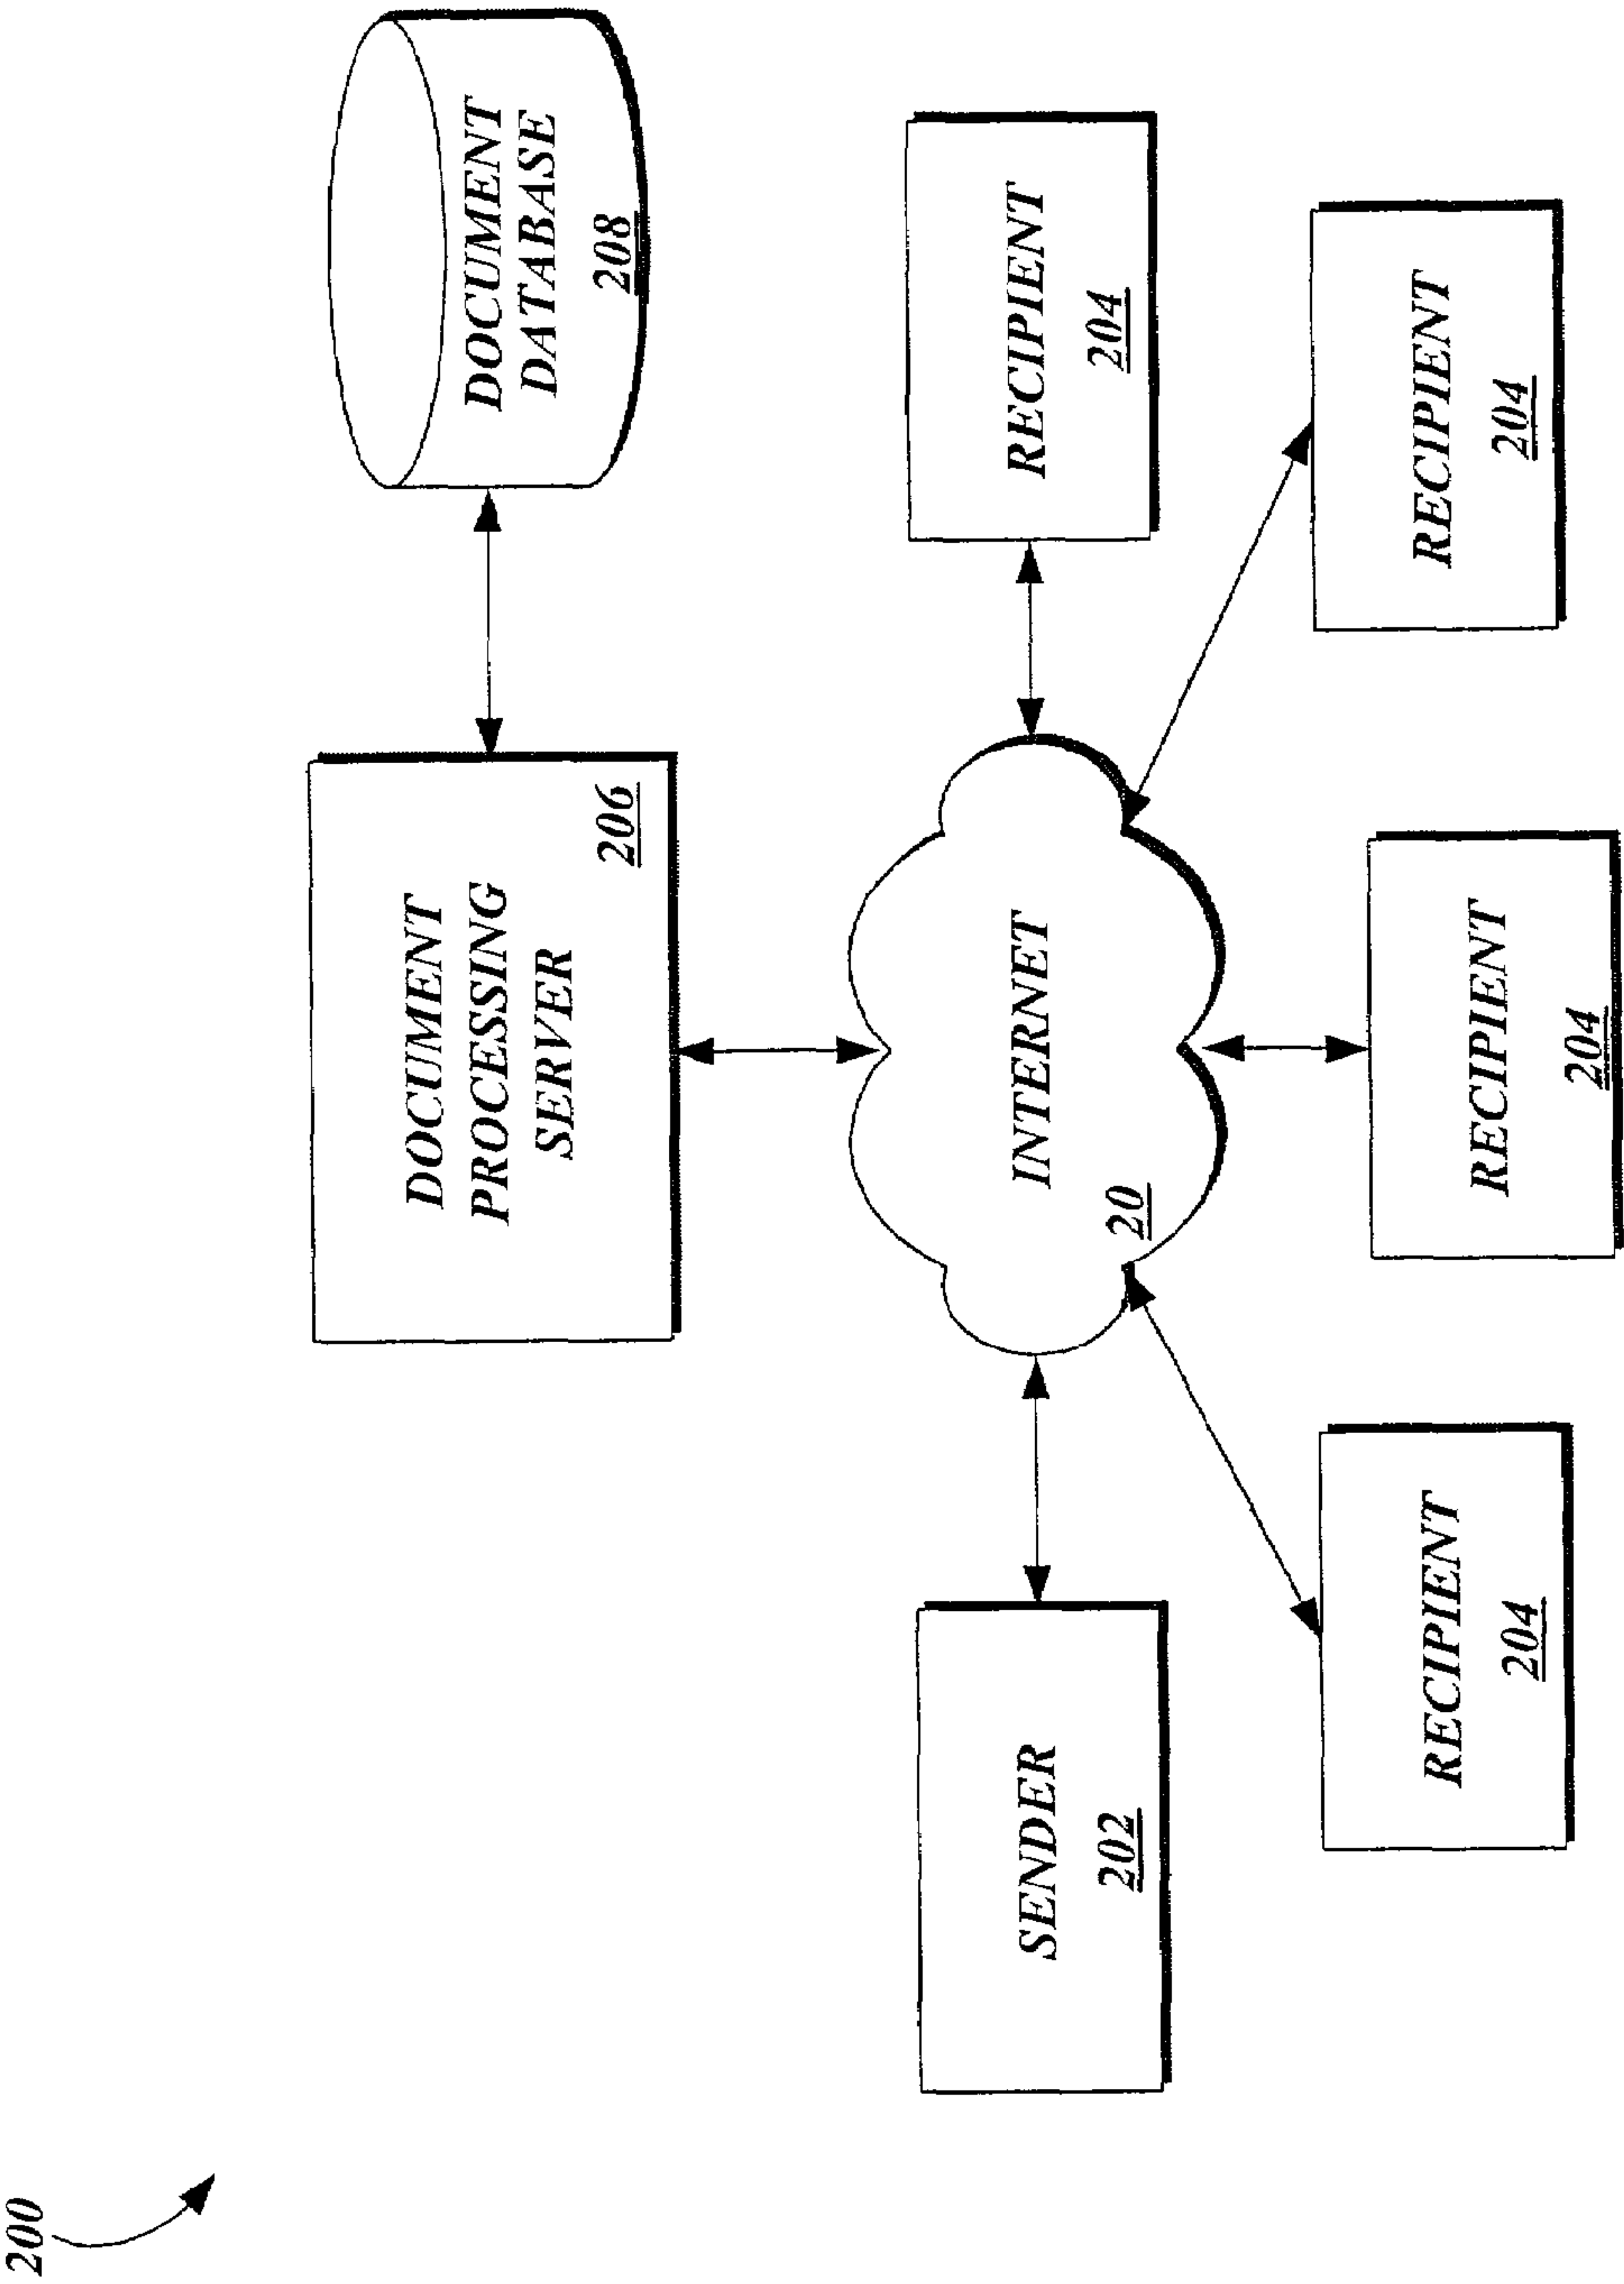 200
DOCUMENT
PROCESSING
SERVER
206
DOCUMENT
DATABASE
208
SENDER
202
INTERNET
20
RECIPIENT
204
RECIPIENT
204
RECIPIENT
204
RECIPIENT
204